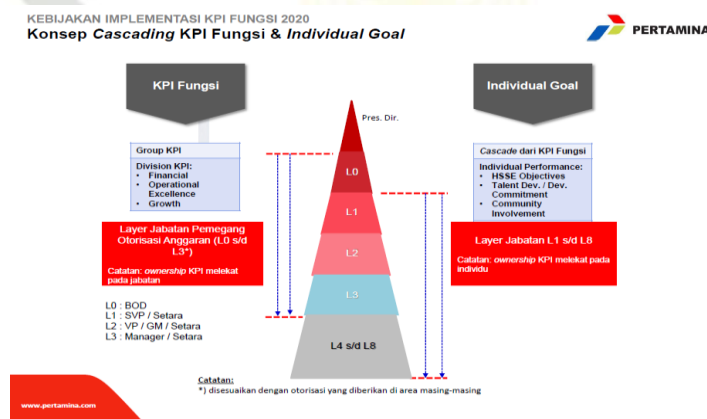 KEBIJAKAN IMPLEMENTASI KPI FUNGSI 2020
Konsep Cascading KPI Fungsi & Individual Goal
PERTAMINA
KPI Fungsi
Group KPI
Division KPI:
• Financial
• Operational
Excellence
• Growth
Layer Jabatan Pemegang
Otorisasi Anggaran (L0 s/d
L3*)
Catatan: ownership KPI melekat
pada jabatan
L0 : BOD
L1 : SVP / Setara
L2 : VP / GM / Setara
L3 : Manager / Setara
Pres. Dir.
L0
L1
L2
L3
L4 s/d L8
Individual Goal
Cascade dari KPI Fungsi
Individual Performance:
• HSSE Objectives
• Talent Dev. / Dev.
Commitment
• Community
Involvement
Layer Jabatan L1 s/d L8
Catatan: ownership KPI melekat pada
individu
Catatan:
*) disesuaikan dengan otorisasi yang diberikan di area masing-masing
www.pertamina.com